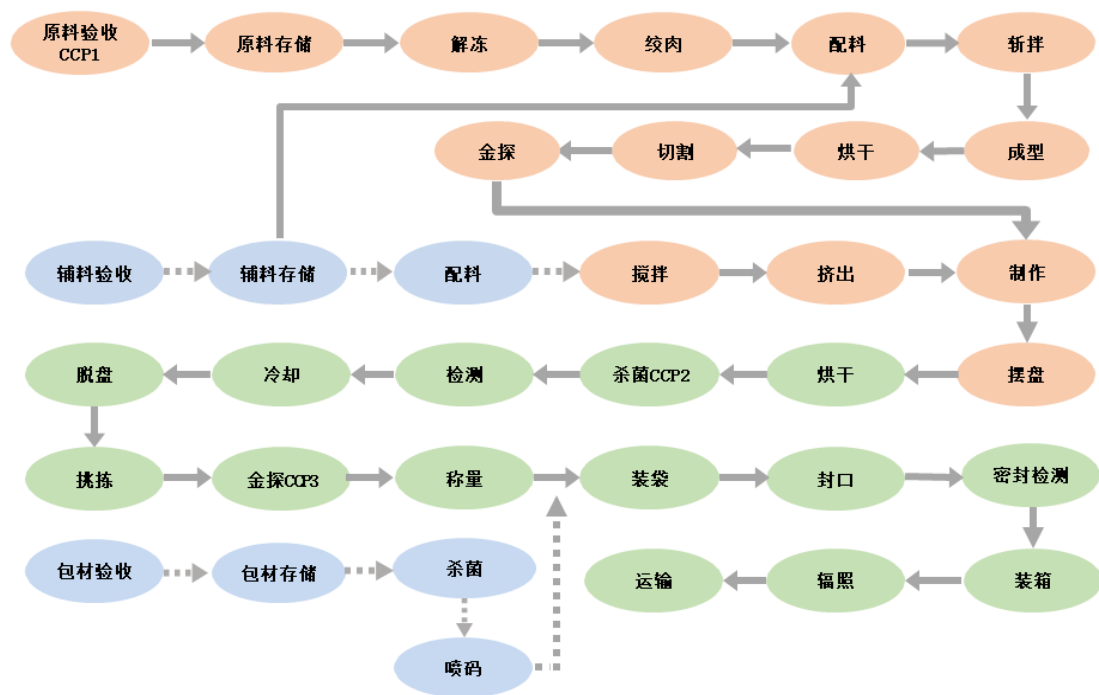 原料验收
CCP1
原料存储
解冻
绞肉
配料
斩拌
金探
切割
烘干
成型
辅料验收
辅料存储
配料
搅拌
挤出
制作
脱盘
冷却
检测
杀菌CCP2
烘干
摆盘
挑拣
金探CCP3
称量
装袋
封口
密封检测
包材验收
包材存储
杀菌
运输
辐照
装箱
喷码